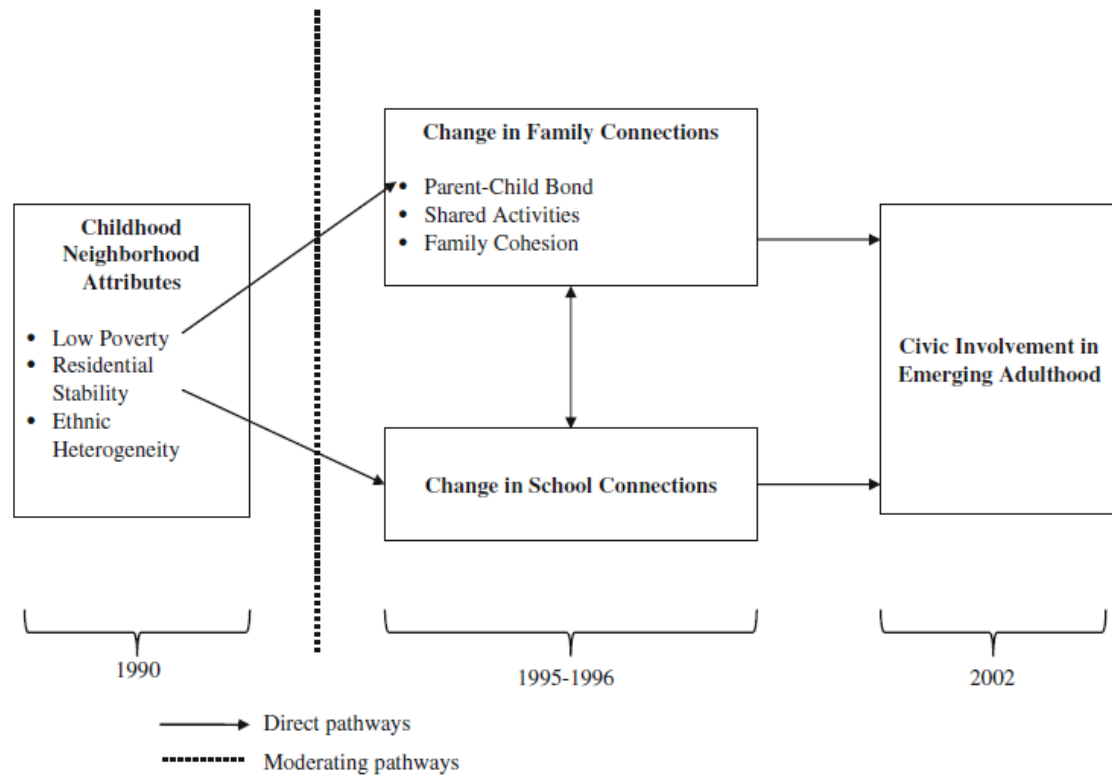 Childhood
Neighborhood
Attributes
• Low Poverty
• Residential
Stability
• Ethnic
Heterogeneity
Change in Family Connections
• Parent-Child Bond
• Shared Activities
• Family Cohesion
Change in School Connections
Civic Involvement in
Emerging Adulthood
1990
1995-1996
2002
Direct pathways
Moderating pathways